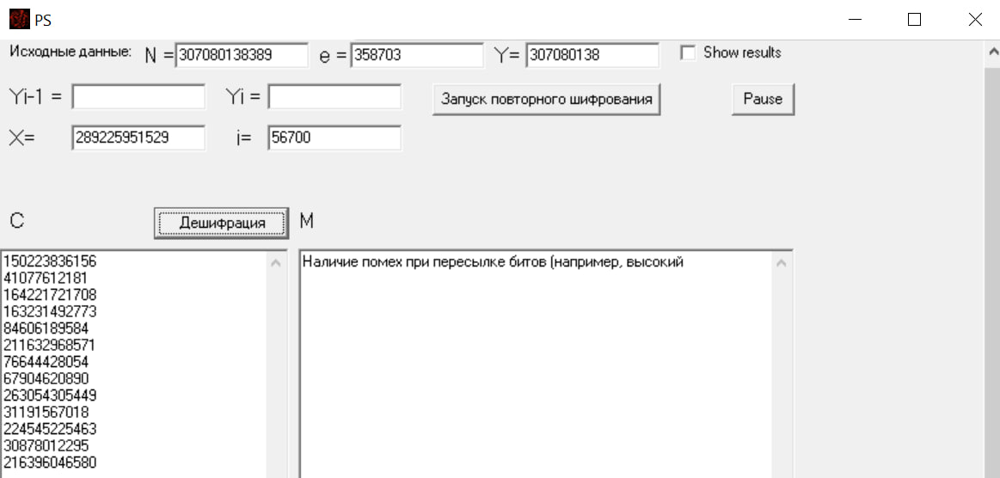 PS
Исходные данные: N = 307080138389 e = 358703 Y= 307080138 Show results
Yi-1 = Yi = Запуск повторного шифрования Pause
X= 289225951529 i= 56700
C Дешифрация M
150223836156 Наличие помех при пересылке битов (например, высокий
41077612181
164221721708
163231492773
84606189584
211632968571
76644428054
67904620890
263054305449
31191567018
224545225463
30878012295
216396046580